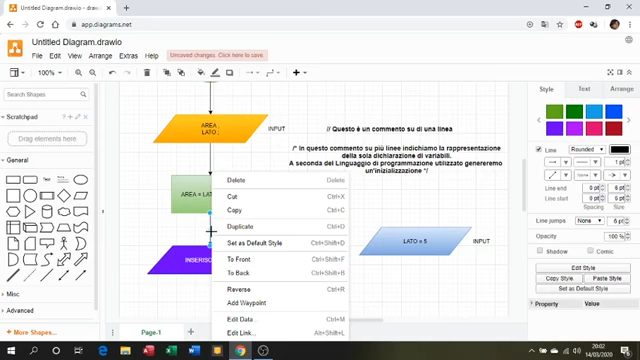 Untitled Diagram.drawio - draw.io
app.diagrams.net
Untitled Diagram.drawio
File Edit View Arrange Extras Help
Unsaved changes. Click here to save.
100%
Search Shapes
Scratchpad
Drag elements here
General
Misc
Advanced
+ More Shapes...
AREA ;
LATO ;
INPUT
// Questo è un commento su di una linea
/* In questo commento su più linee indichiamo la rappresentazione
della sola dichiarazione di variabili.
A seconda del Linguaggio di programmazione utilizzato genereremo
un'inizializzazione */
AREA = LATO
INSERISCI
LATO = 5
INPUT
Delete Delete
Cut Ctrl+X
Copy Ctrl+C
Duplicate Ctrl+D
Set as Default Style Ctrl+Shift+D
To Front Ctrl+Shift+F
To Back Ctrl+Shift+B
Reverse Ctrl+R
Add Waypoint
Edit Data... Ctrl+M
Edit Link... Alt+Shift+L
Style Text Arrange
Line Rounded
1 pt
Line end 0 pt 6 pt
Line start 0 pt 6 pt
Spacing Size
Line jumps None 6 pt
Opacity 100 %
Shadow Comic
Edit Style
Copy Style Paste Style
Set as Default Style
Property Value
Page-1
20:02
14/03/2020